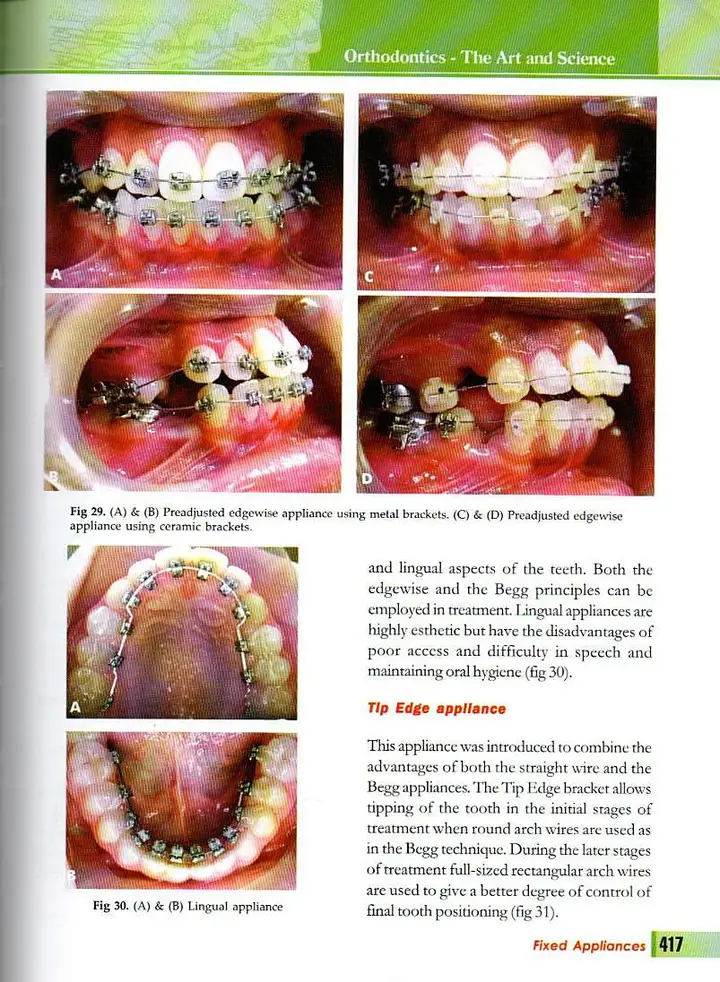 Orthodontics - The Art and Science
A
C
B
D
Fig 29. (A) & (B) Preadjusted edgewise appliance using metal brackets. (C) & (D) Preadjusted edgewise
appliance using ceramic brackets.
A
B
Fig 30. (A) & (B) Lingual appliance
and lingual aspects of the teeth. Both the
edgewise and the Begg principles can be
employed in treatment. Lingual appliances are
highly esthetic but have the disadvantages of
poor access and difficulty in speech and
maintaining oral hygiene (fig 30).
Tip Edge appliance
This appliance was introduced to combine the
advantages of both the straight wire and the
Begg appliances. The Tip Edge bracket allows
tipping of the tooth in the initial stages of
treatment when round arch wires are used as
in the Begg technique. During the later stages
of treatment full-sized rectangular arch wires
are used to give a better degree of control of
final tooth positioning (fig 31).
Fixed Appliances 417